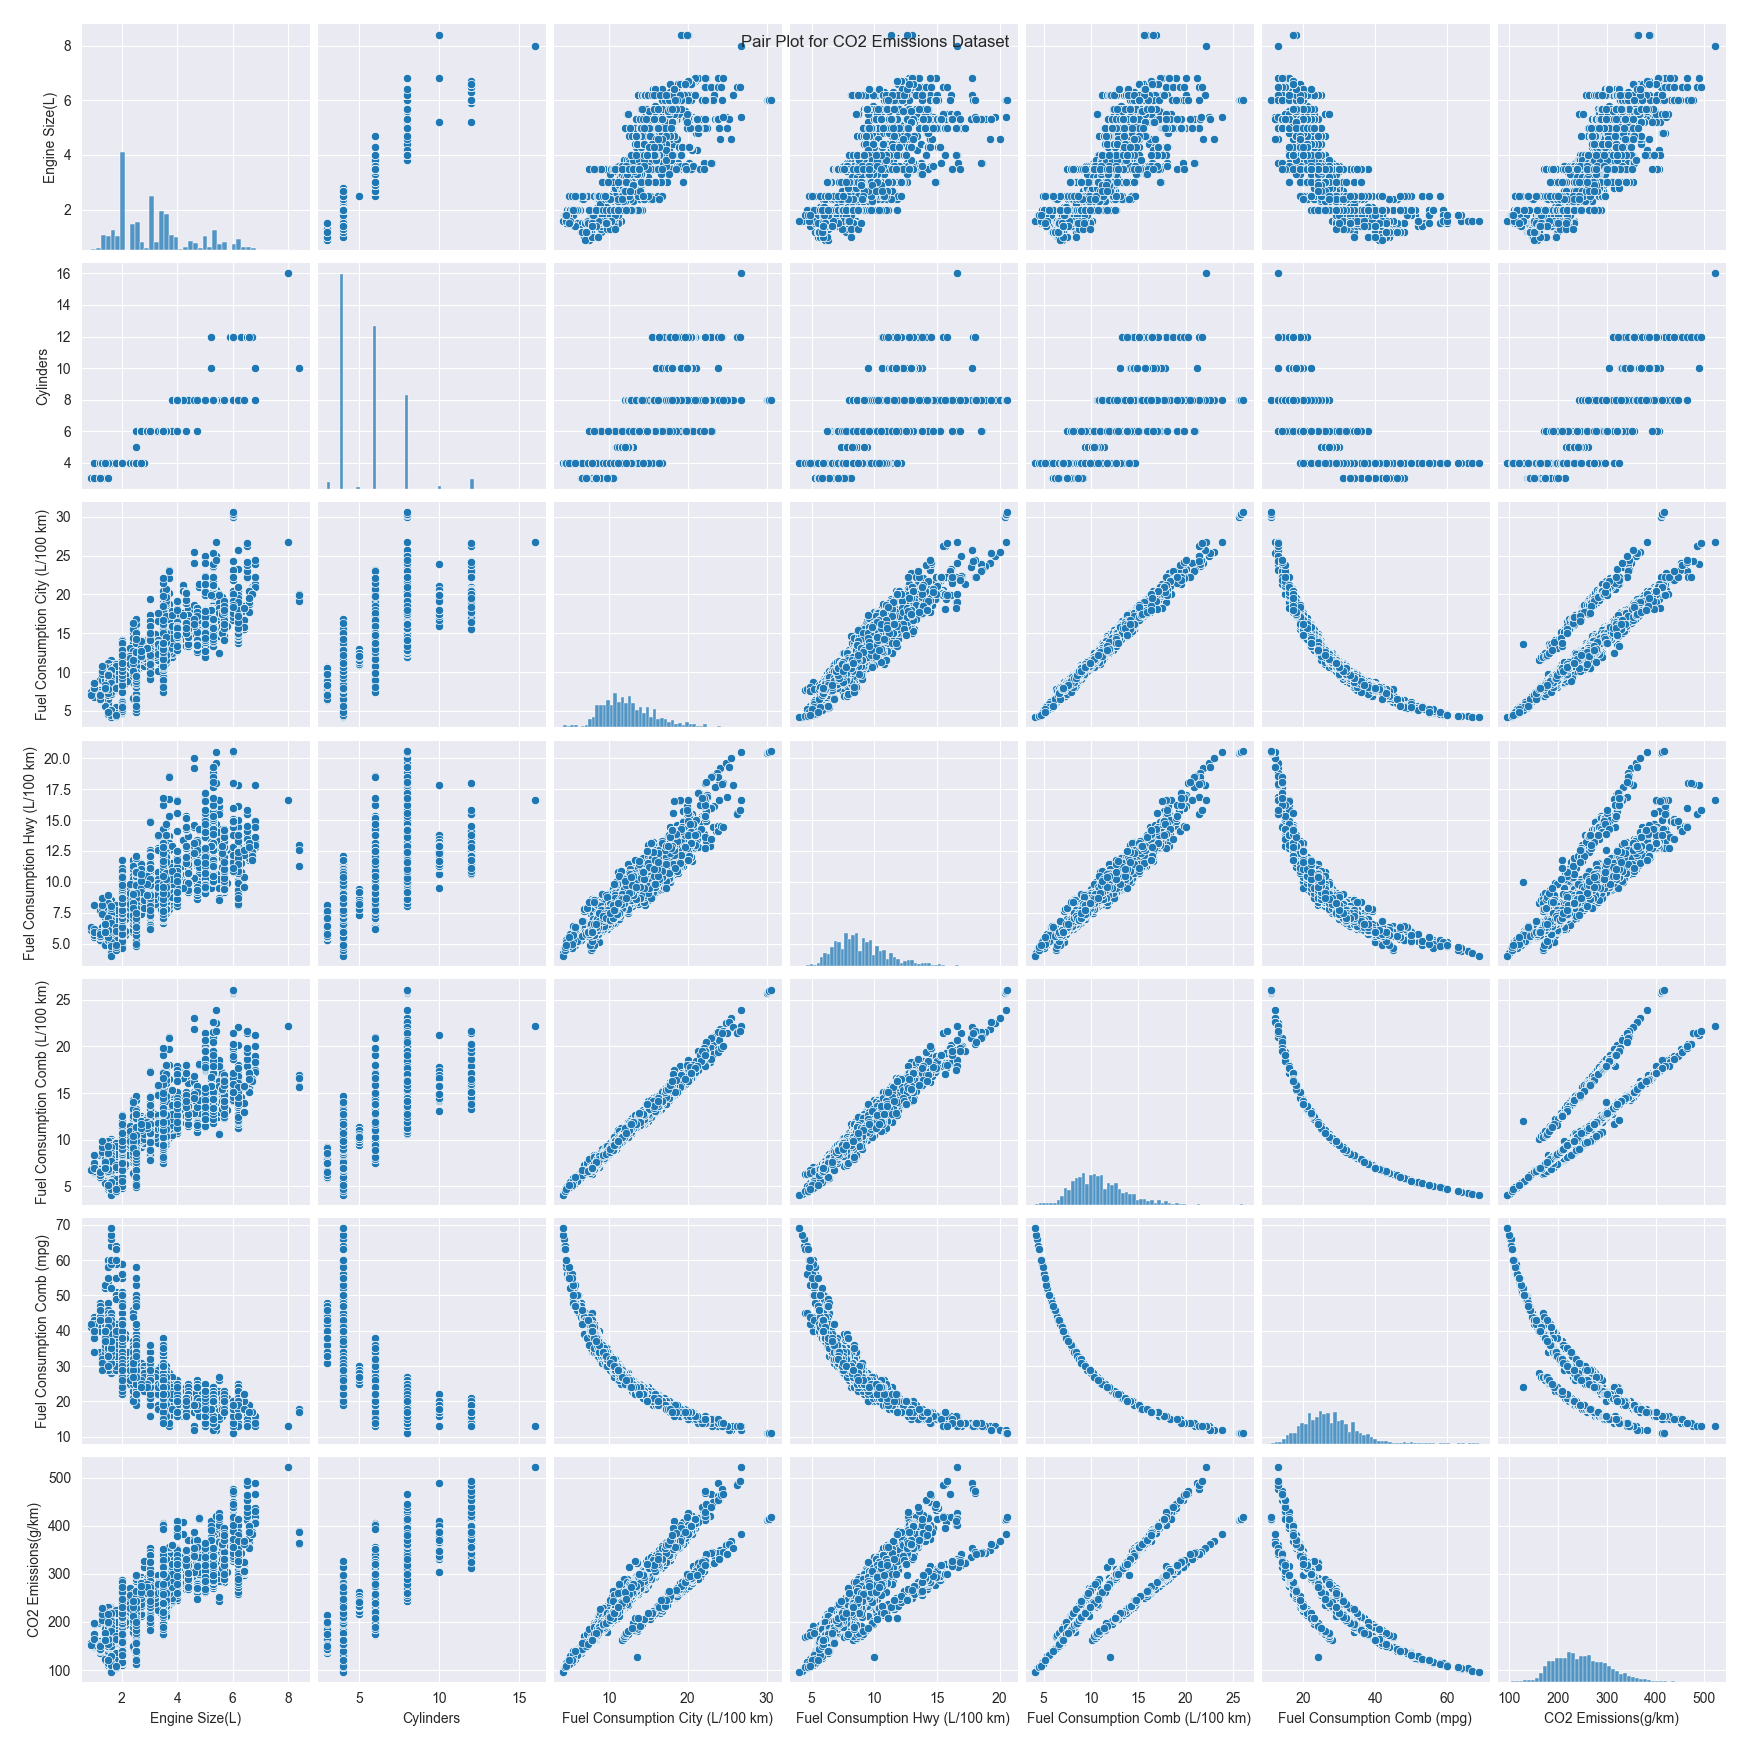 Pair Plot for CO2 Emissions Dataset
8
6
4
2
Engine Size(L)
16
14
12
10
8
6
4
Cylinders
30
25
20
15
10
5
Fuel Consumption City (L/100 km)
20.0
17.5
15.0
12.5
10.0
7.5
5.0
Fuel Consumption Hwy (L/100 km)
25
20
15
10
5
Fuel Consumption Comb (L/100 km)
70
60
50
40
30
20
10
Fuel Consumption Comb (mpg)
500
400
300
200
100
CO2 Emissions(g/km)
2 4 6 8
5 10 15
10 20 30
5 10 15 20
5 10 15 20 25
20 40 60
100 200 300 400 500
Engine Size(L)
Cylinders
Fuel Consumption City (L/100 km)
Fuel Consumption Hwy (L/100 km)
Fuel Consumption Comb (L/100 km)
Fuel Consumption Comb (mpg)
CO2 Emissions(g/km)